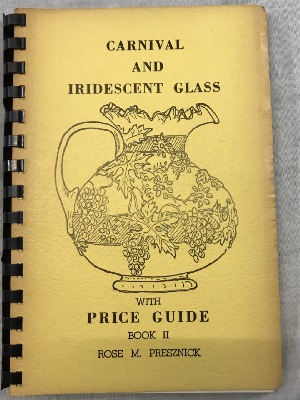 CARNIVAL
AND
IRIDESCENT GLASS
WITH
PRICE GUIDE
BOOK II
ROSE M. PRESZNICK